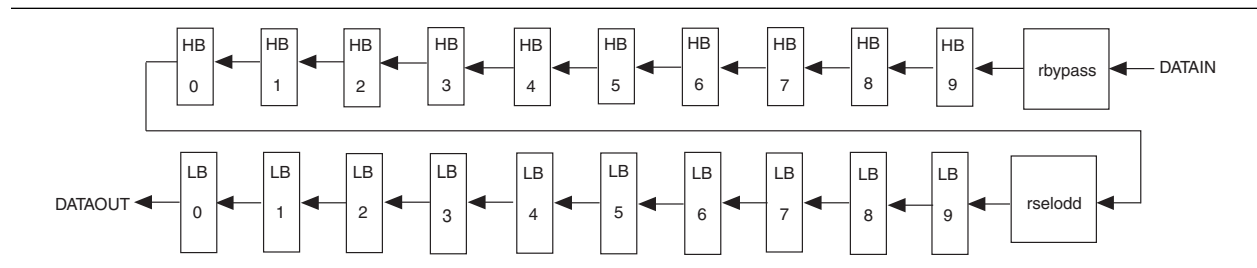 HB HB HB HB HB HB HB HB HB HB
0 1 2 3 4 5 6 7 8 9 rbypass DATAIN
LB LB LB LB LB LB LB LB LB LB
DATAOUT 0 1 2 3 4 5 6 7 8 9 rselodd